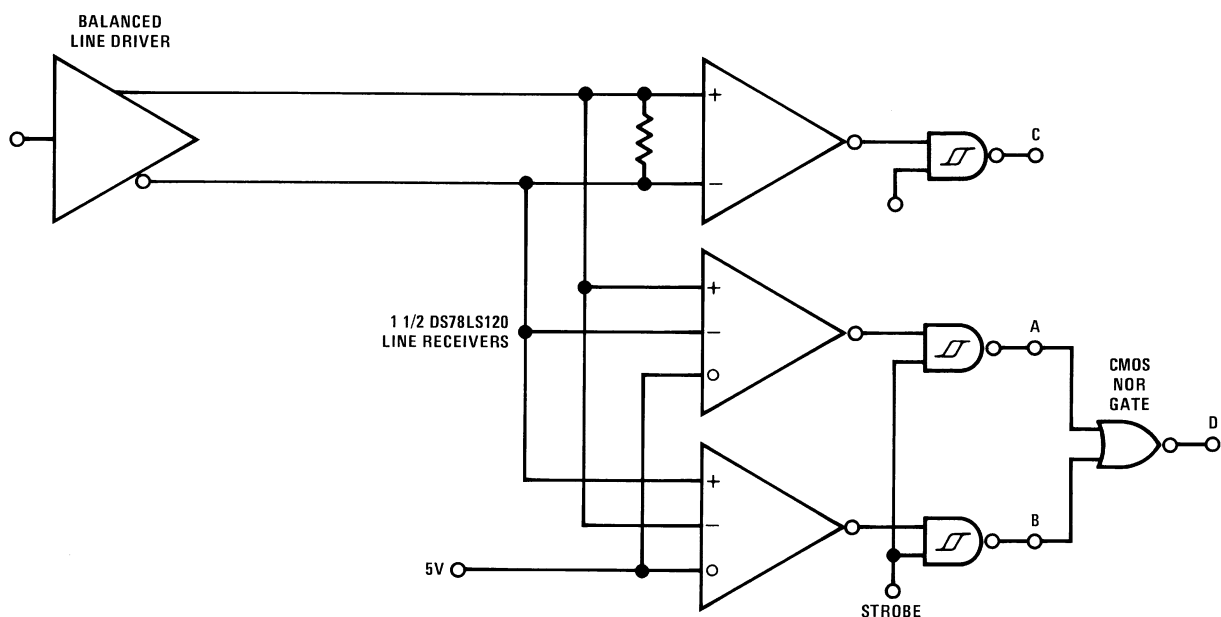 BALANCED
LINE DRIVER
+
−
C
1 1/2 DS78LS120
LINE RECEIVERS
+
−
A
CMOS
NOR
GATE
D
+
−
B
5V
STROBE